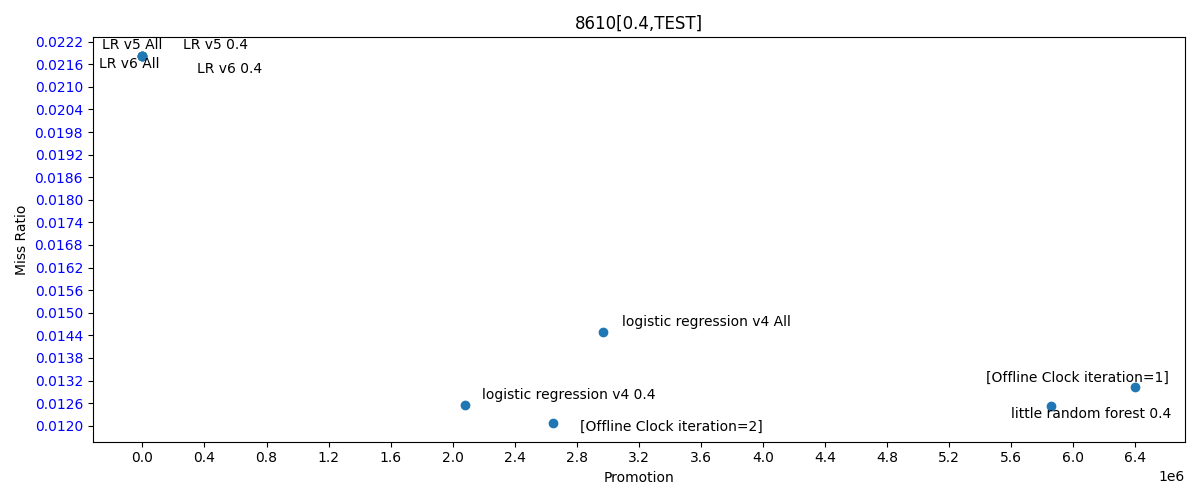 8610[0.4,TEST]
Miss Ratio
0.0222
0.0216
0.0210
0.0204
0.0198
0.0192
0.0186
0.0180
0.0174
0.0168
0.0162
0.0156
0.0150
0.0144
0.0138
0.0132
0.0126
0.0120
LR v5 All
LR v5 0.4
LR v6 All
LR v6 0.4
logistic regression v4 All
[Offline Clock iteration=1]
logistic regression v4 0.4
little random forest 0.4
[Offline Clock iteration=2]
0.0 0.4 0.8 1.2 1.6 2.0 2.4 2.8 3.2 3.6 4.0 4.4 4.8 5.2 5.6 6.0 6.4
1e6
Promotion